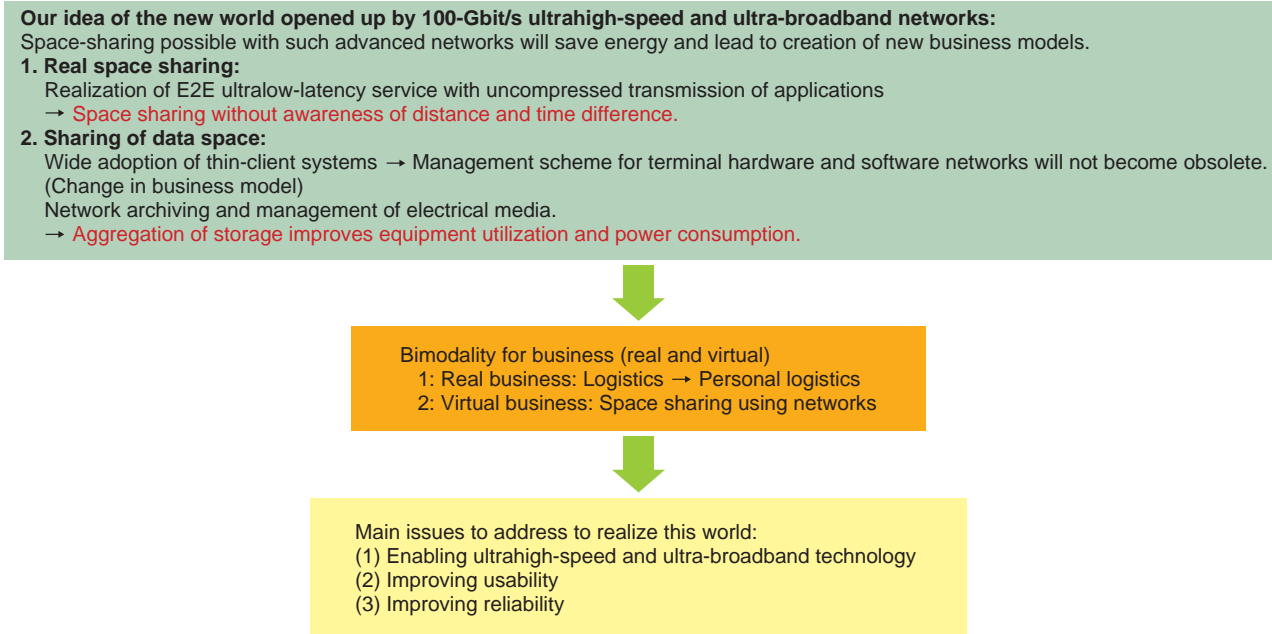 Our idea of the new world opened up by 100-Gbit/s ultrahigh-speed and ultra-broadband networks:
Space-sharing possible with such advanced networks will save energy and lead to creation of new business models.
1. Real space sharing:
Realization of E2E ultralow-latency service with uncompressed transmission of applications
→ Space sharing without awareness of distance and time difference.
2. Sharing of data space:
Wide adoption of thin-client systems → Management scheme for terminal hardware and software networks will not become obsolete.
(Change in business model)
Network archiving and management of electrical media.
→ Aggregation of storage improves equipment utilization and power consumption.
Bimodality for business (real and virtual)
1: Real business: Logistics → Personal logistics
2: Virtual business: Space sharing using networks
Main issues to address to realize this world:
(1) Enabling ultrahigh-speed and ultra-broadband technology
(2) Improving usability
(3) Improving reliability